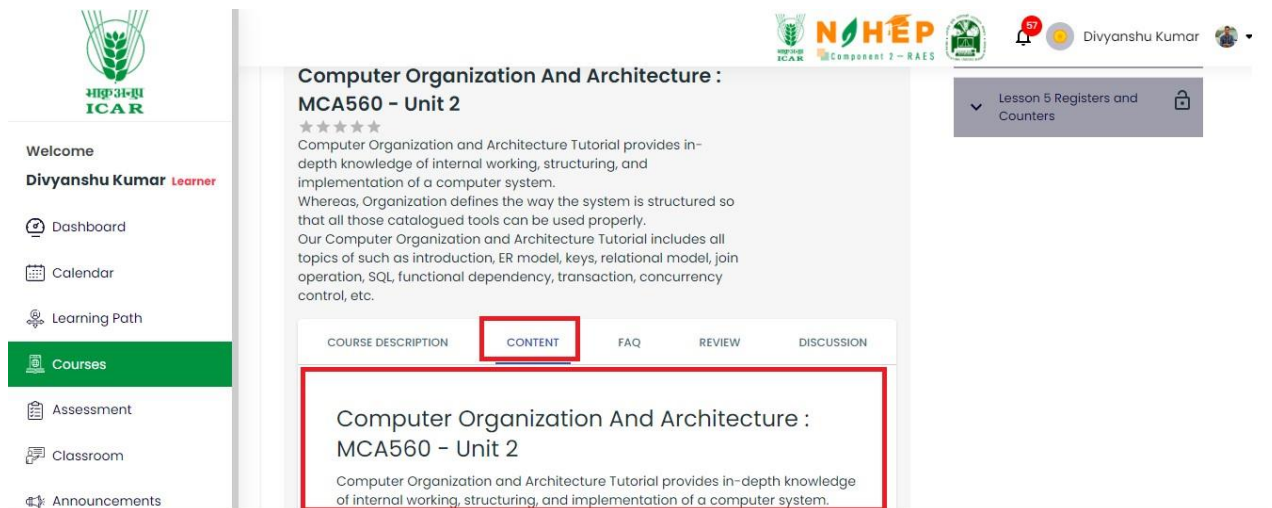 भाकृअनुप
ICAR
Welcome
Divyanshu Kumar Learner
Dashboard
Calendar
Learning Path
Courses
Assessment
Classroom
Announcements
ICAR
NAHEP
Component 2 – RAES
57
Divyanshu Kumar
Computer Organization And Architecture :
MCA560 - Unit 2
Computer Organization and Architecture Tutorial provides in-
depth knowledge of internal working, structuring, and
implementation of a computer system.
Whereas, Organization defines the way the system is structured so
that all those catalogued tools can be used properly.
Our Computer Organization and Architecture Tutorial includes all
topics of such as introduction, ER model, keys, relational model, join
operation, SQL, functional dependency, transaction, concurrency
control, etc.
COURSE DESCRIPTION CONTENT FAQ REVIEW DISCUSSION
Computer Organization And Architecture :
MCA560 - Unit 2
Computer Organization and Architecture Tutorial provides in-depth knowledge
of internal working, structuring, and implementation of a computer system.
Lesson 5 Registers and
Counters